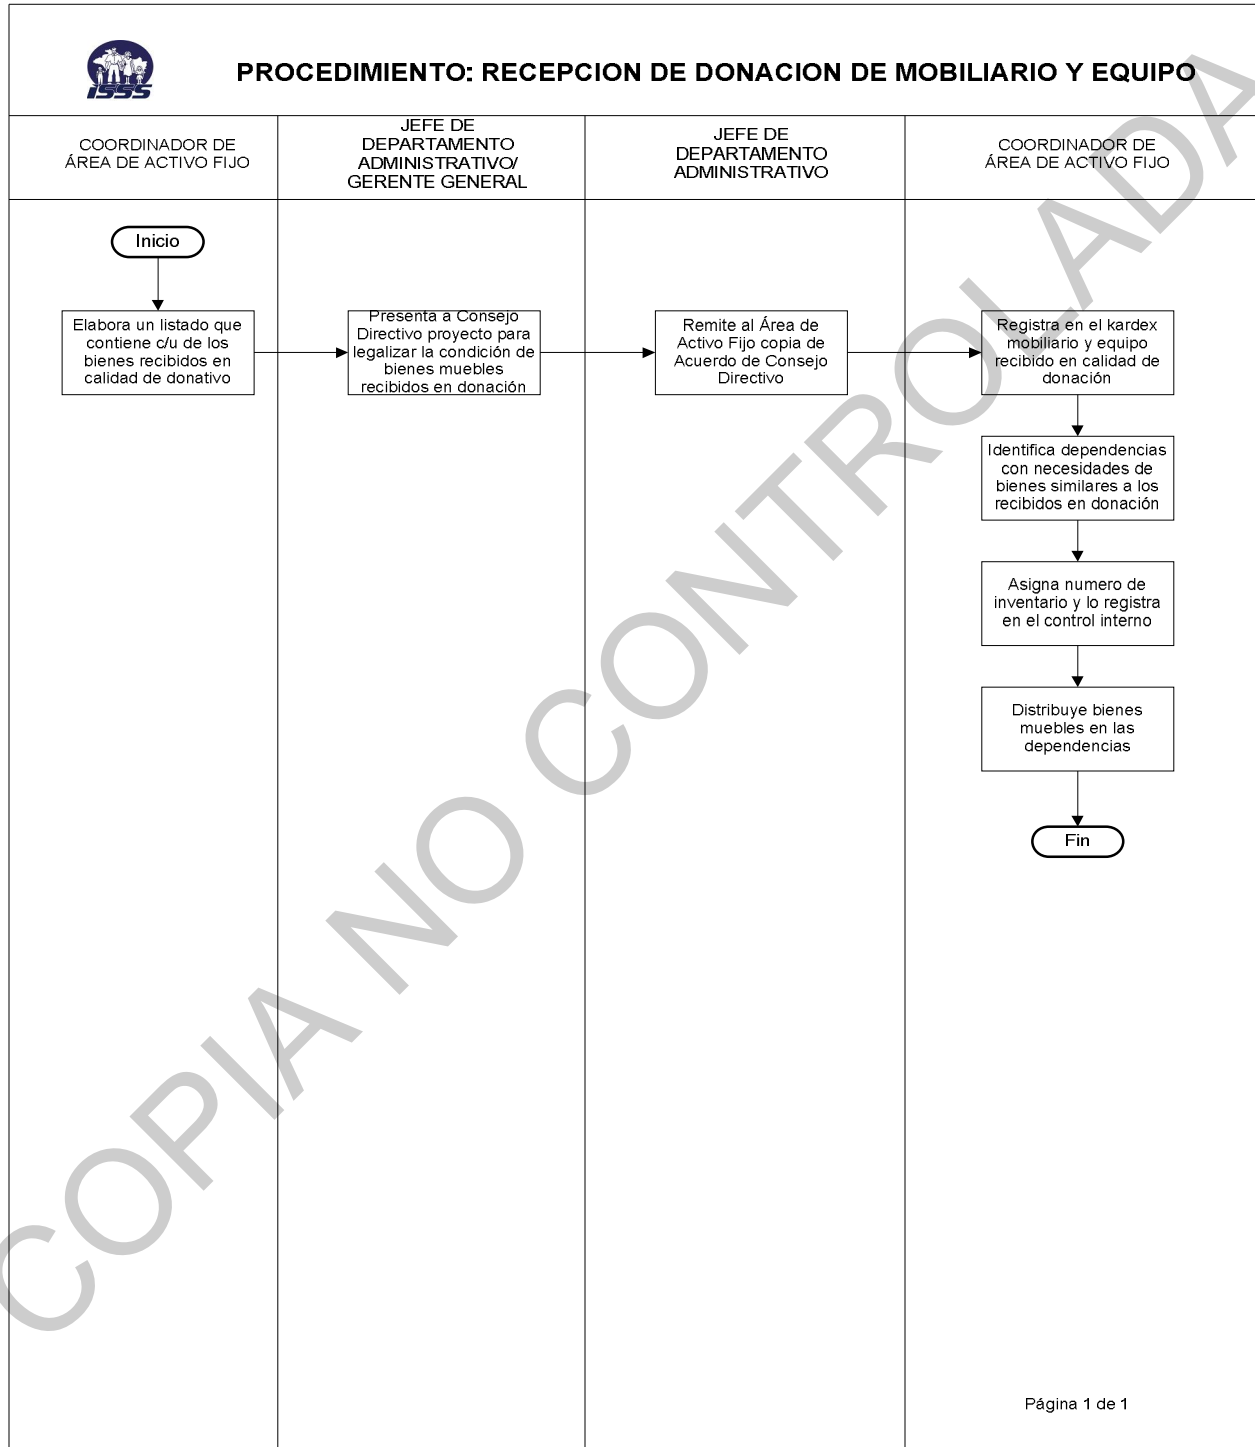 ISSS
PROCEDIMIENTO: RECEPCION DE DONACION DE MOBILIARIO Y EQUIPO
COORDINADOR DE
ÁREA DE ACTIVO FIJO
JEFE DE
DEPARTAMENTO
ADMINISTRATIVO/
GERENTE GENERAL
JEFE DE
DEPARTAMENTO
ADMINISTRATIVO
COORDINADOR DE
ÁREA DE ACTIVO FIJO
Inicio
Elabora un listado que
contiene c/u de los
bienes recibidos en
calidad de donativo
Presenta a Consejo
Directivo proyecto para
legalizar la condición de
bienes muebles
recibidos en donación
Remite al Área de
Activo Fijo copia de
Acuerdo de Consejo
Directivo
Registra en el kardex
mobiliario y equipo
recibido en calidad de
donación
Identifica dependencias
con necesidades de
bienes similares a los
recibidos en donación
Asigna numero de
inventario y lo registra
en el control interno
Distribuye bienes
muebles en las
dependencias
Fin
COPIA NO CONTROLADA
Página 1 de 1